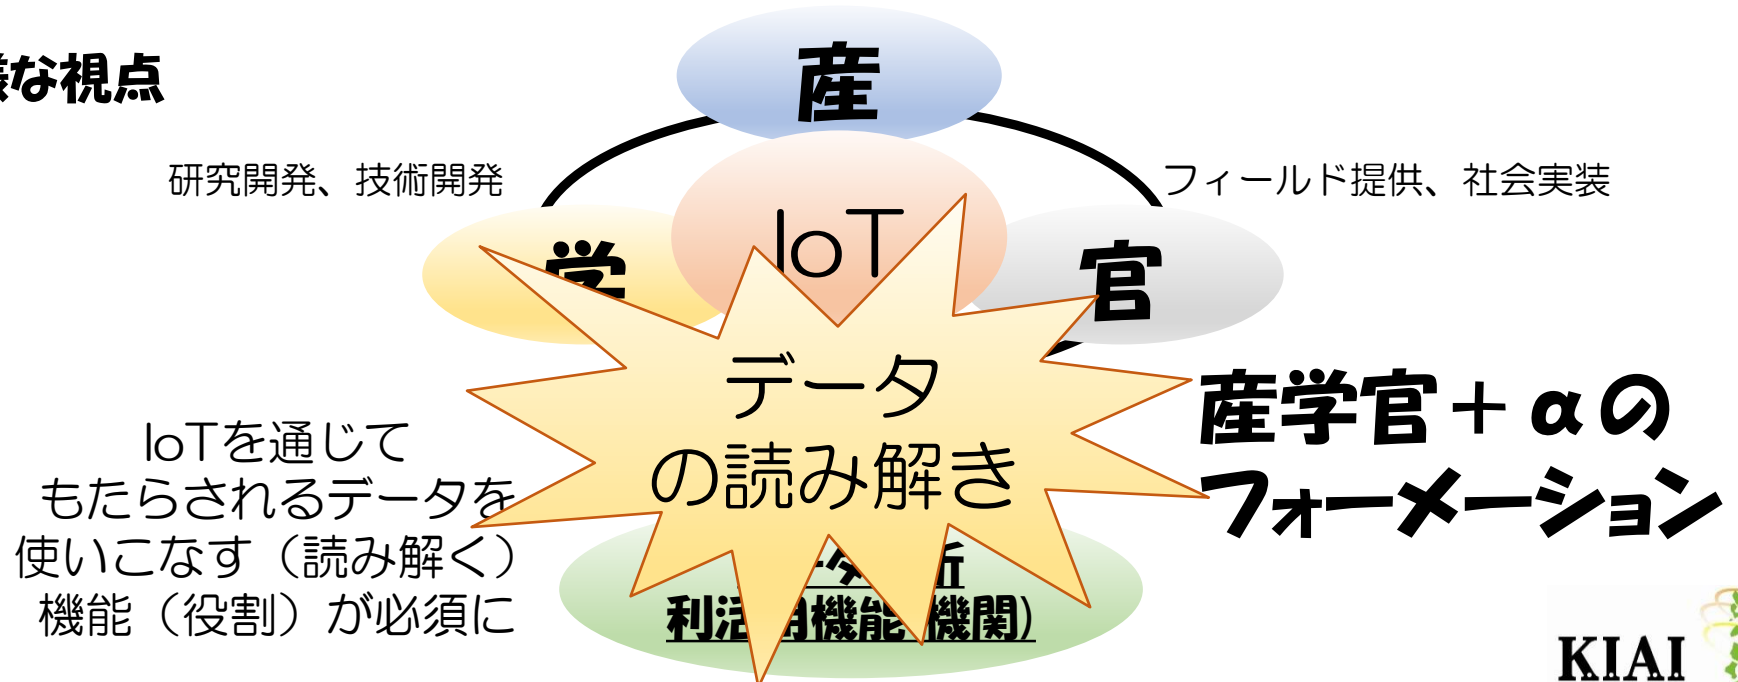 な視点
産
研究開発、技術開発
フィールド提供、社会実装
IoT
学
官
データ
の読み解き
産学官+αの
フォーメーション
IoTを通じて
もたらされるデータを
使いこなす（読み解く）
機能（役割）が必須に
利活用機能 機関)
KIAI